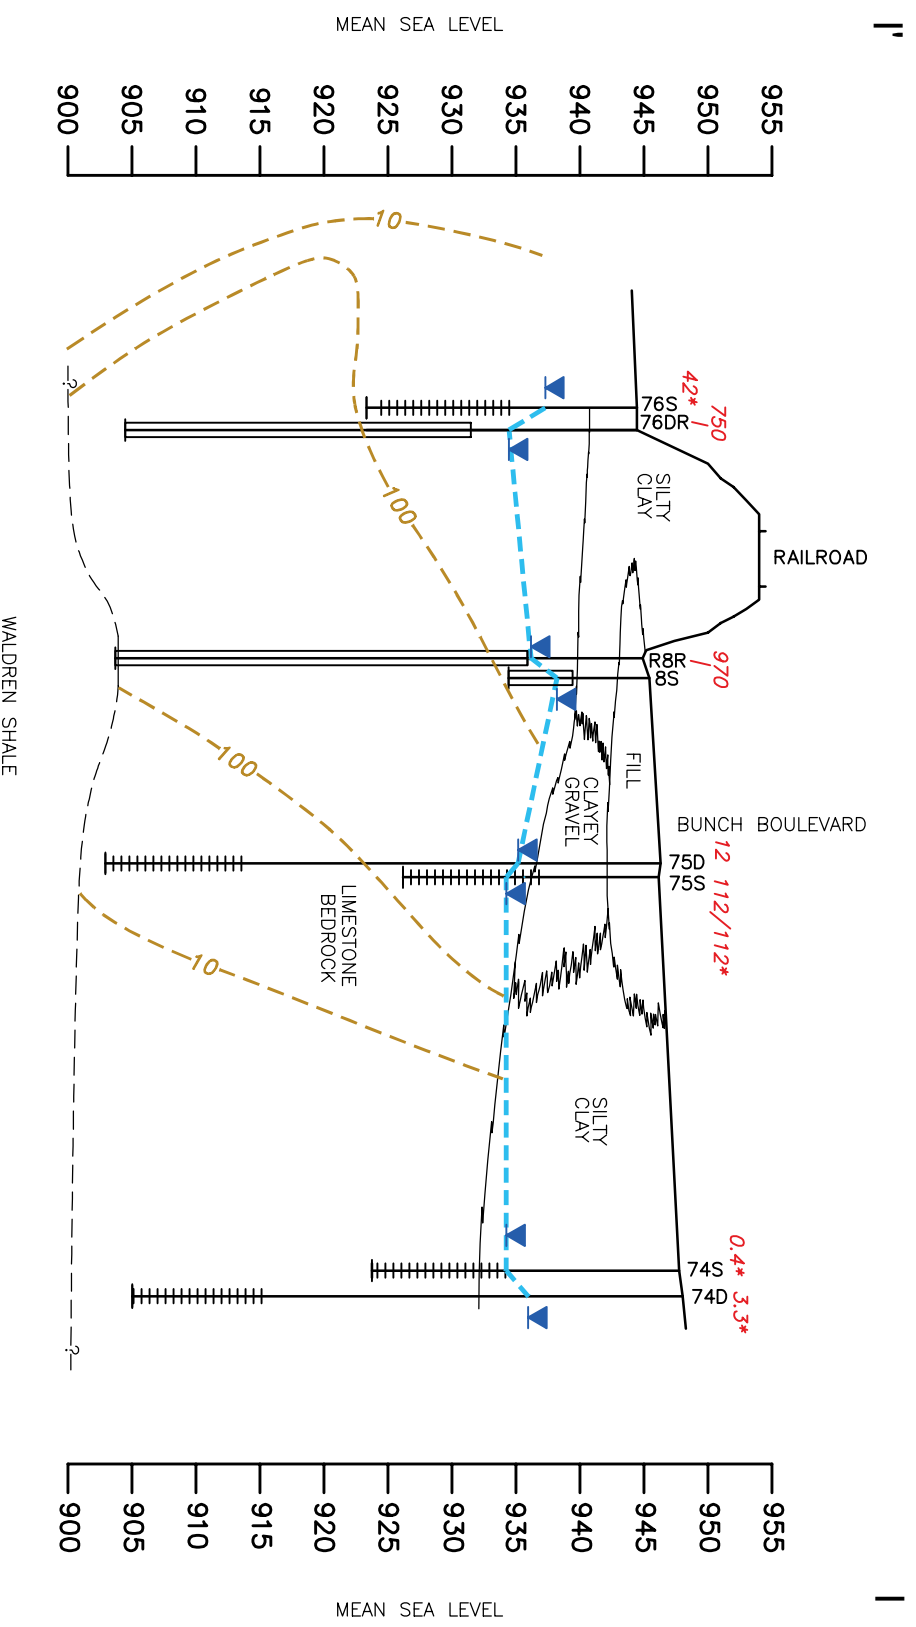 I'
I
MEAN SEA LEVEL
955
950
945
940
935
930
925
920
915
910
905
900
RAILROAD
BUNCH BOULEVARD
42*
750
970
12
112/112*
0.4*
3.3*
76S
76DR
R8R
8S
75D
75S
74S
74D
SILTY
CLAY
FILL
CLAYEY
GRAVEL
SILTY
CLAY
LIMESTONE
BEDROCK
10
100
100
10
?
?
WALDREN SHALE
955
950
945
940
935
930
925
920
915
910
905
900
MEAN SEA LEVEL